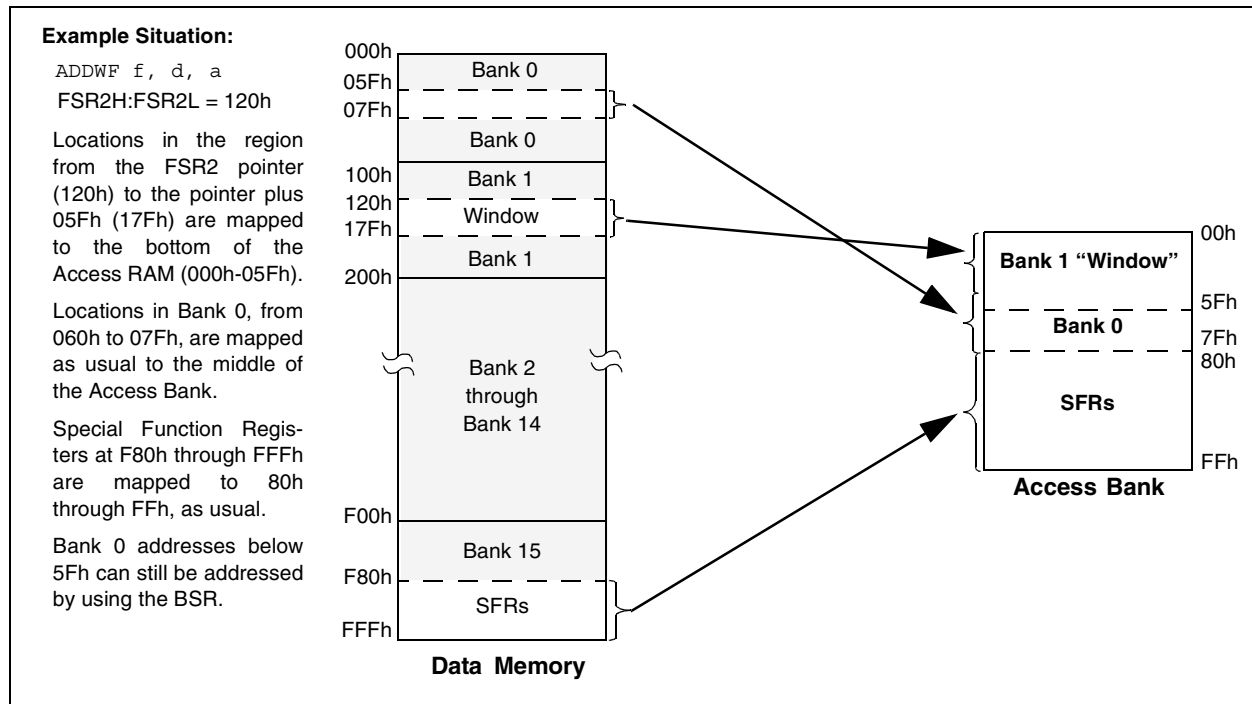 Example Situation:
ADDWF f, d, a
FSR2H:FSR2L = 120h
Locations in the region
from the FSR2 pointer
(120h) to the pointer plus
05Fh (17Fh) are mapped
to the bottom of the
Access RAM (000h-05Fh).
Locations in Bank 0, from
060h to 07Fh, are mapped
as usual to the middle of
the Access Bank.
Special Function Regis-
ters at F80h through FFFh
are mapped to 80h
through FFh, as usual.
Bank 0 addresses below
5Fh can still be addressed
by using the BSR.
000h
Bank 0
05Fh
07Fh
Bank 0
100h
Bank 1
120h
Window
17Fh
Bank 1
200h
Bank 2
through
Bank 14
F00h
Bank 15
F80h
SFRs
FFFh
Data Memory
00h
Bank 1 “Window”
5Fh
Bank 0
7Fh
80h
SFRs
FFh
Access Bank